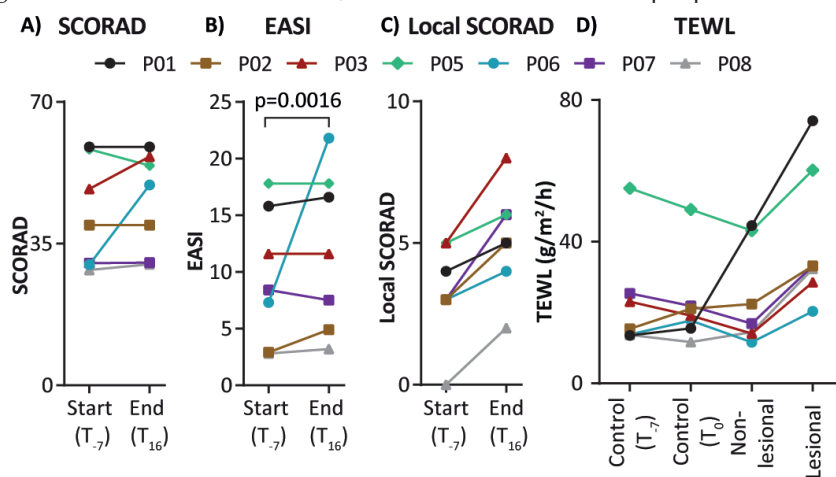 A) SCORAD B) EASI C) Local SCORAD D) TEWL
P01 P02 P03 P05 P06 P07 P08
70
35
0
SCORAD
Start
(T-7)
End
(T16)
p=0.0016
25
20
15
10
5
0
EASI
Start
(T-7)
End
(T16)
10
5
0
Local SCORAD
Start
(T-7)
End
(T16)
80
40
0
TEWL (g/m²/h)
Control
(T-7)
Control
(T0)
Non-
lesional
Lesional